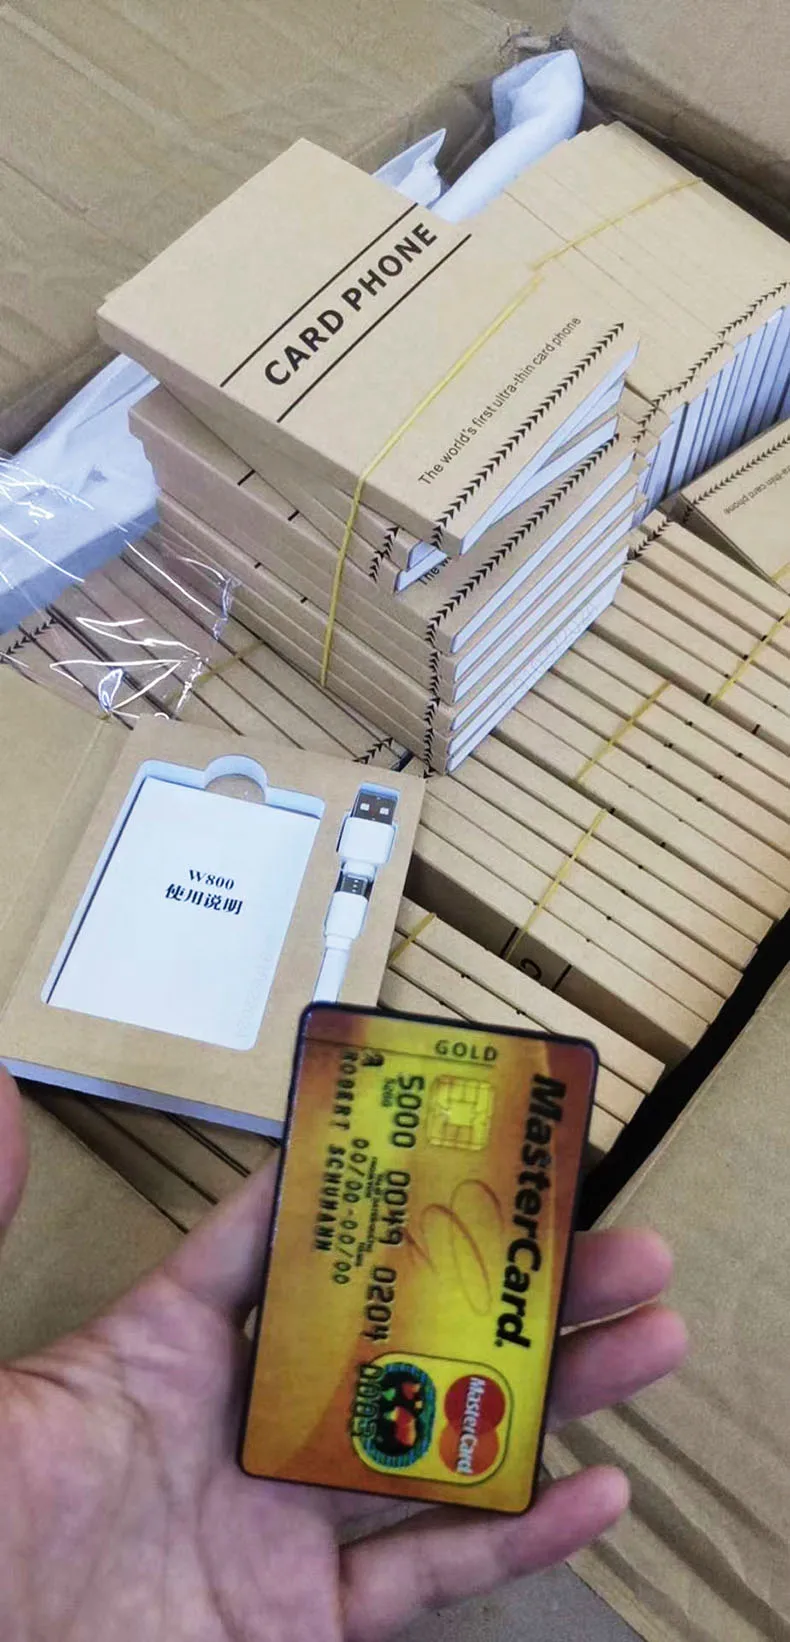 CARD PHONE
The world's first ultra-thin card phone
W800
使用说明
GOLD
MasterCard
5000 0049 0204
ROBERT SCHUMANN
00/00-00/00
MasterCard